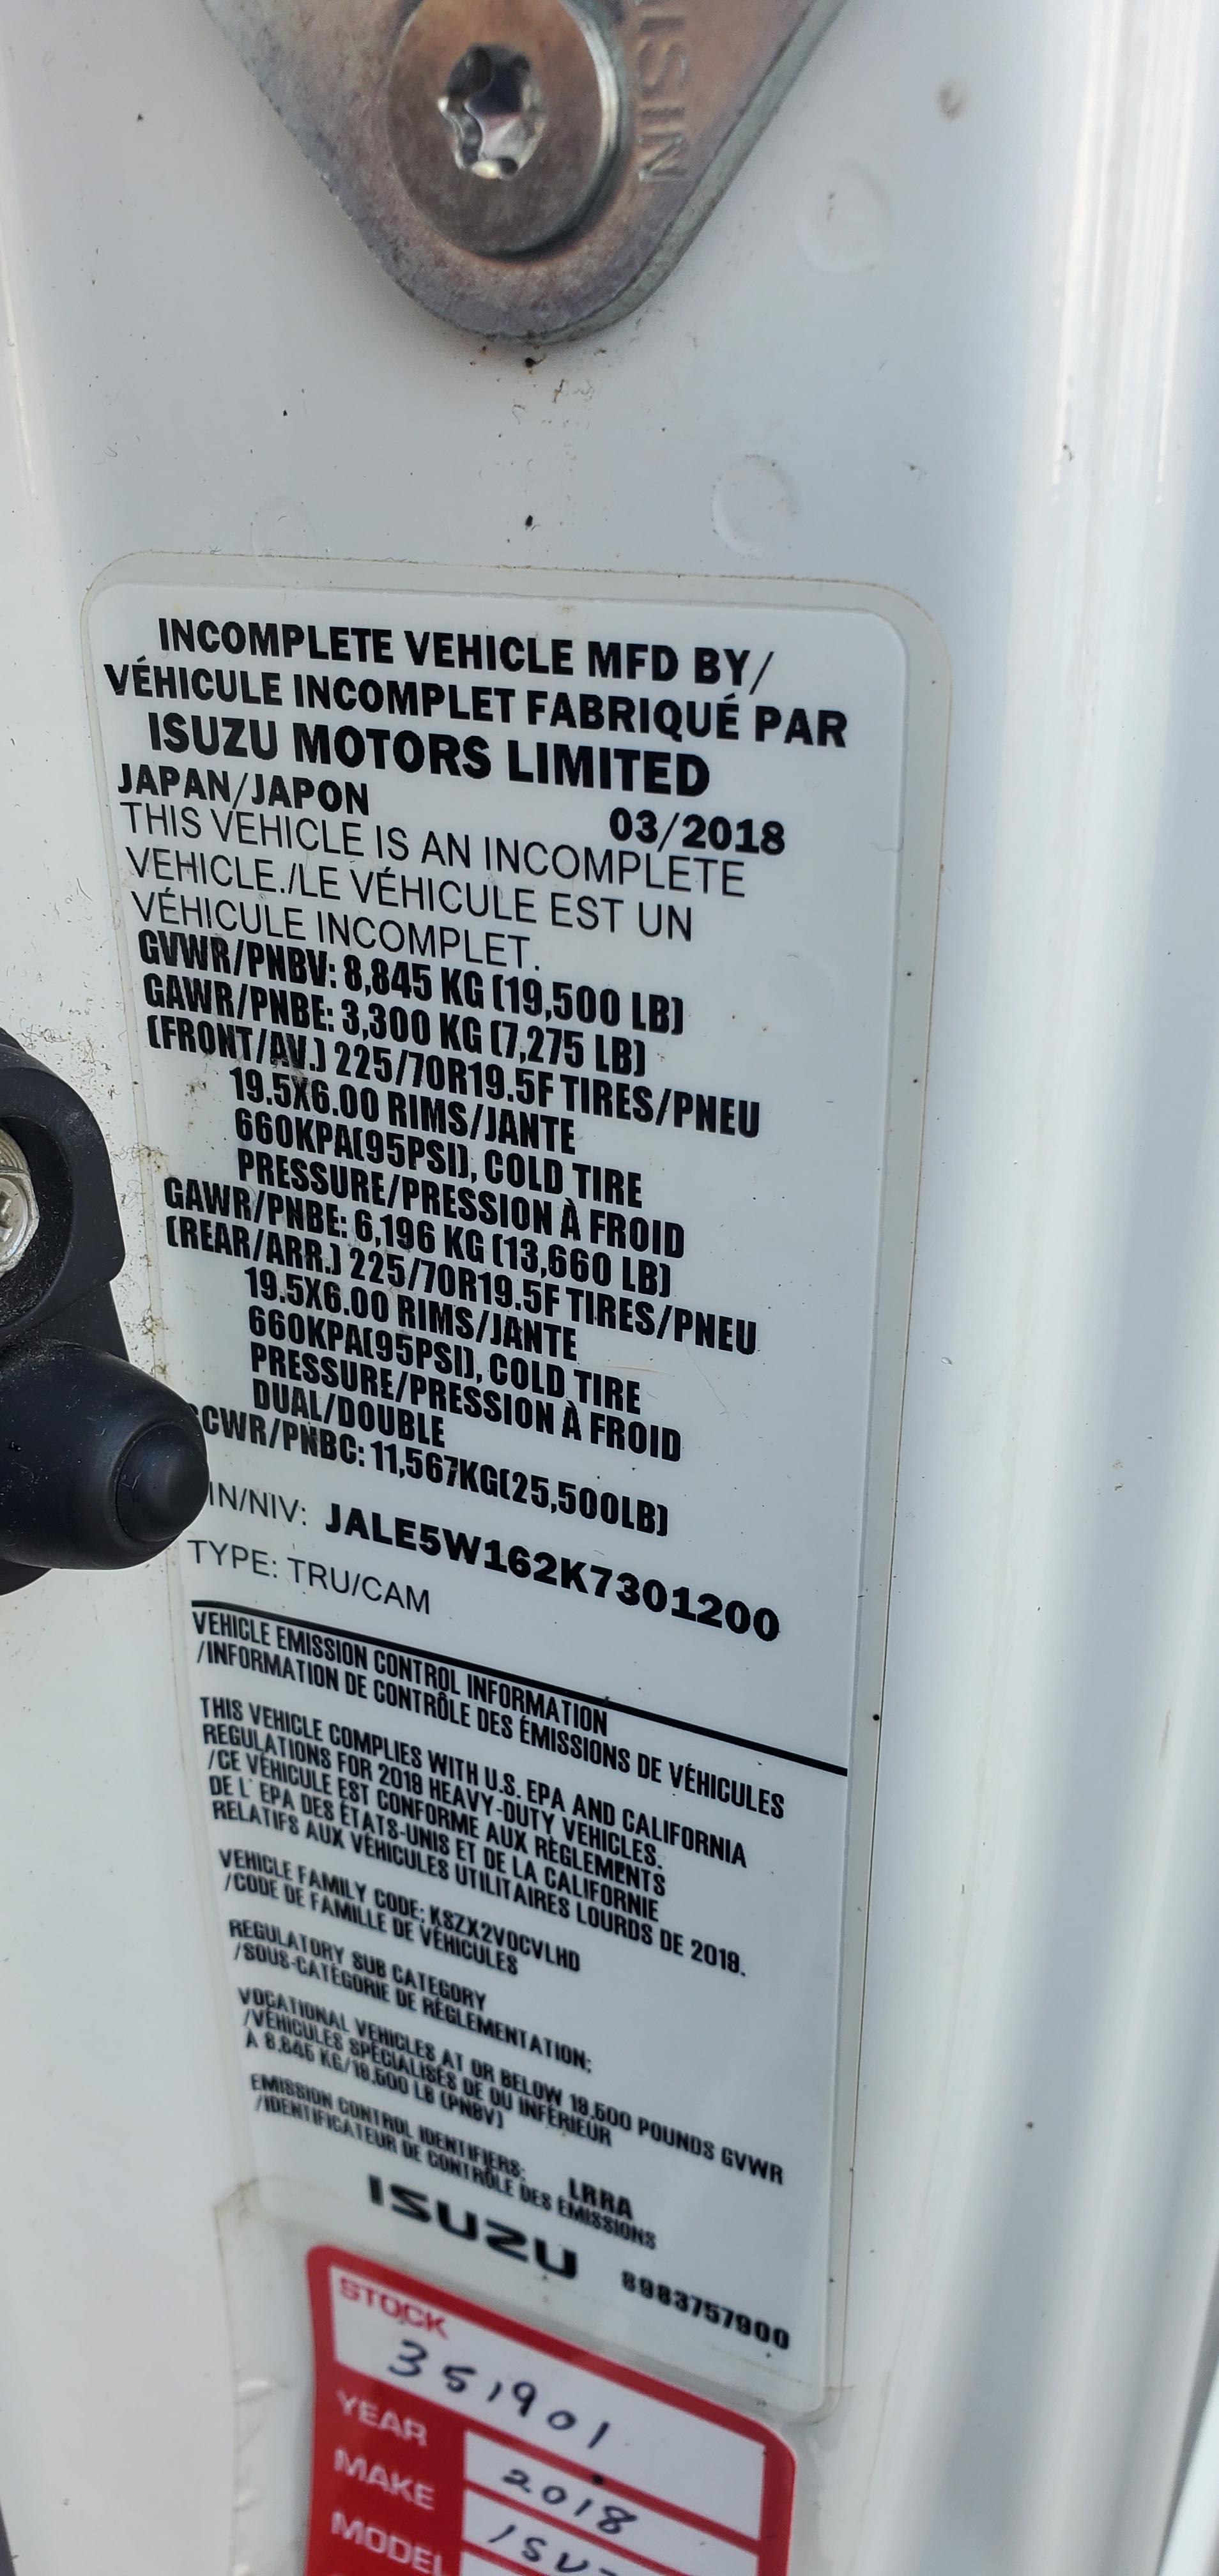 NISIN
INCOMPLETE VEHICLE MFD BY/
VÉHICULE INCOMPLET FABRIQUÉ PAR
ISUZU MOTORS LIMITED
JAPAN/JAPON 03/2018
THIS VEHICLE IS AN INCOMPLETE
VEHICLE./LE VÉHICULE EST UN
VÉHICULE INCOMPLET.
GVWR/PNBV: 8,845 KG (19,500 LB)
GAWR/PNBE: 3,300 KG (7,275 LB)
(FRONT/AV.) 225/70R19.5F TIRES/PNEU
19.5X6.00 RIMS/JANTE
660KPA(95PSI), COLD TIRE
PRESSURE/PRESSION À FROID
GAWR/PNBE: 6,196 KG (13,660 LB)
(REAR/ARR.) 225/70R19.5F TIRES/PNEU
19.5X6.00 RIMS/JANTE
660KPA(95PSI), COLD TIRE
PRESSURE/PRESSION À FROID
DUAL/DOUBLE
GCWR/PNBC: 11,567KG(25,500LB)
IN/NIV: JALE5W162K7301200
TYPE: TRU/CAM
VEHICLE EMISSION CONTROL INFORMATION
/INFORMATION DE CONTRÔLE DES ÉMISSIONS DE VÉHICULES
THIS VEHICLE COMPLIES WITH U.S. EPA AND CALIFORNIA
REGULATIONS FOR 2019 HEAVY-DUTY VEHICLES.
/CE VÉHICULE EST CONFORME AUX RÈGLEMENTS
DE L' EPA DES ÉTATS-UNIS ET DE LA CALIFORNIE
RELATIFS AUX VÉHICULES UTILITAIRES LOURDS DE 2019.
VEHICLE FAMILY CODE: KSZX2VOCVLHD
/CODE DE FAMILLE DE VÉHICULES
REGULATORY SUB CATEGORY
/SOUS-CATÉGORIE DE RÉGLEMENTATION:
VOCATIONAL VEHICLES AT OR BELOW 19,500 POUNDS GVWR
/VÉHICULES SPÉCIALISÉS DE OU INFÉRIEUR
À 8,845 KG/19,500 LB (PNBV)
EMISSION CONTROL IDENTIFIERS: LRRA
/IDENTIFICATEUR DE CONTRÔLE DES ÉMISSIONS
ISUZU 8983757900
STOCK
351901
YEAR 2018
MAKE ISUZ
MODEL